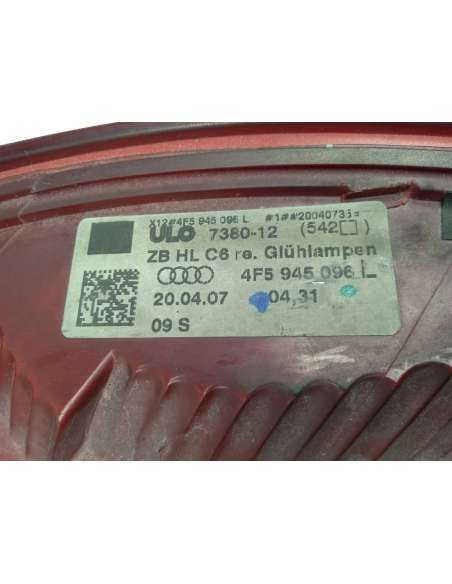 X12#4F5 945 096 L #1##20040735=
ULO 7380-12 (542□)
ZB HL C6 re. Glühlampen
4F5 945 096 L
20.04.07 04,31
09 S